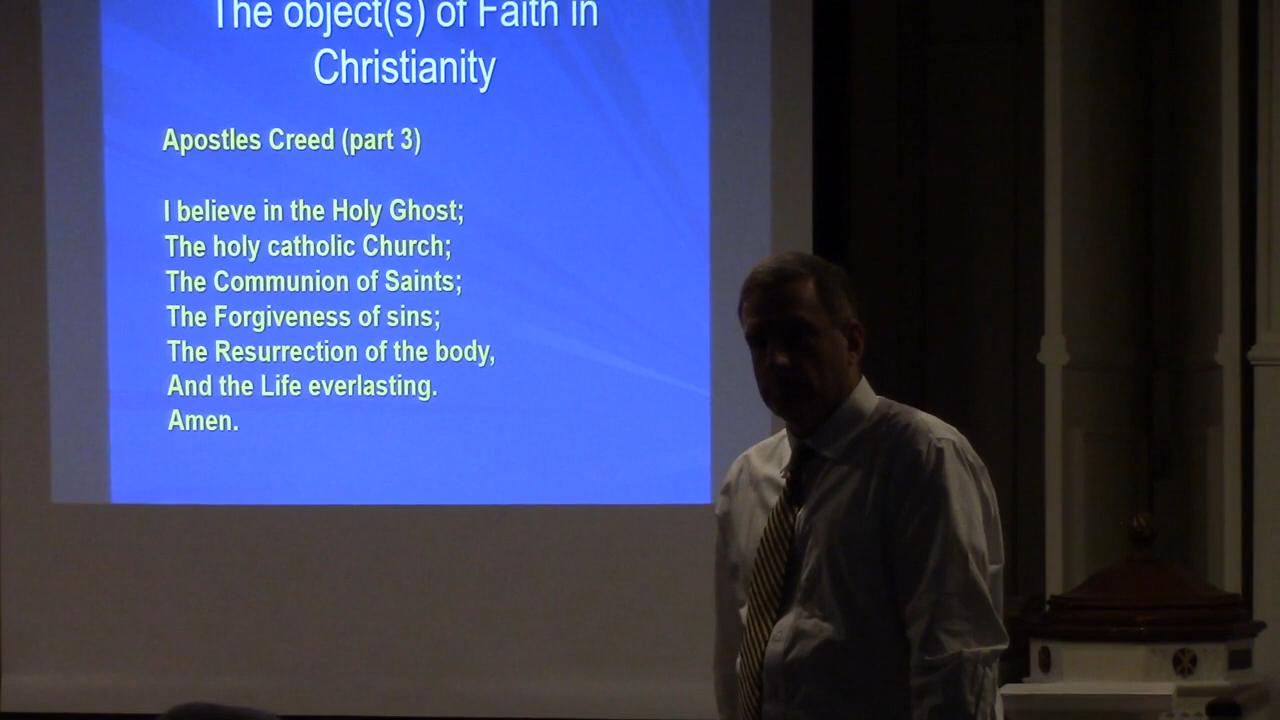 The object(s) of Faith in
Christianity
Apostles Creed (part 3)
I believe in the Holy Ghost;
The holy catholic Church;
The Communion of Saints;
The Forgiveness of sins;
The Resurrection of the body,
And the Life everlasting.
Amen.